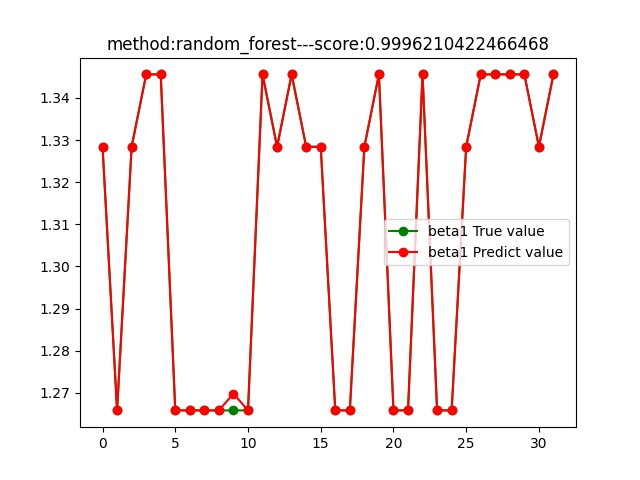 method:random_forest---score:0.9996210422466468
1.34
1.33
1.32
1.31
1.30
1.29
1.28
1.27
beta1 True value
beta1 Predict value
0 5 10 15 20 25 30